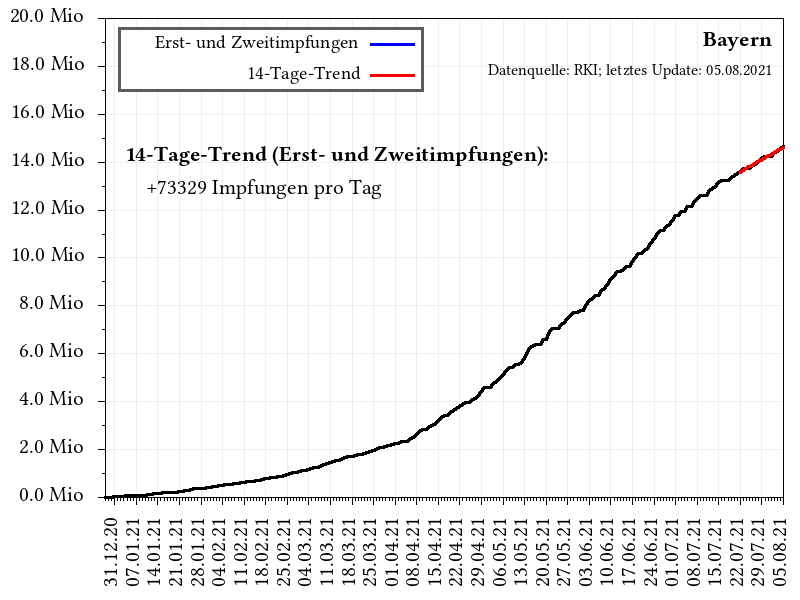 20.0 Mio
18.0 Mio
16.0 Mio
14.0 Mio
12.0 Mio
10.0 Mio
8.0 Mio
6.0 Mio
4.0 Mio
2.0 Mio
0.0 Mio
Erst- und Zweitimpfungen
14-Tage-Trend
Bayern
Datenquelle: RKI; letztes Update: 05.08.2021
14-Tage-Trend (Erst- und Zweitimpfungen):
+73329 Impfungen pro Tag
31.12.20
07.01.21
14.01.21
21.01.21
28.01.21
04.02.21
11.02.21
18.02.21
25.02.21
04.03.21
11.03.21
18.03.21
25.03.21
01.04.21
08.04.21
15.04.21
22.04.21
29.04.21
06.05.21
13.05.21
20.05.21
27.05.21
03.06.21
10.06.21
17.06.21
24.06.21
01.07.21
08.07.21
15.07.21
22.07.21
29.07.21
05.08.21